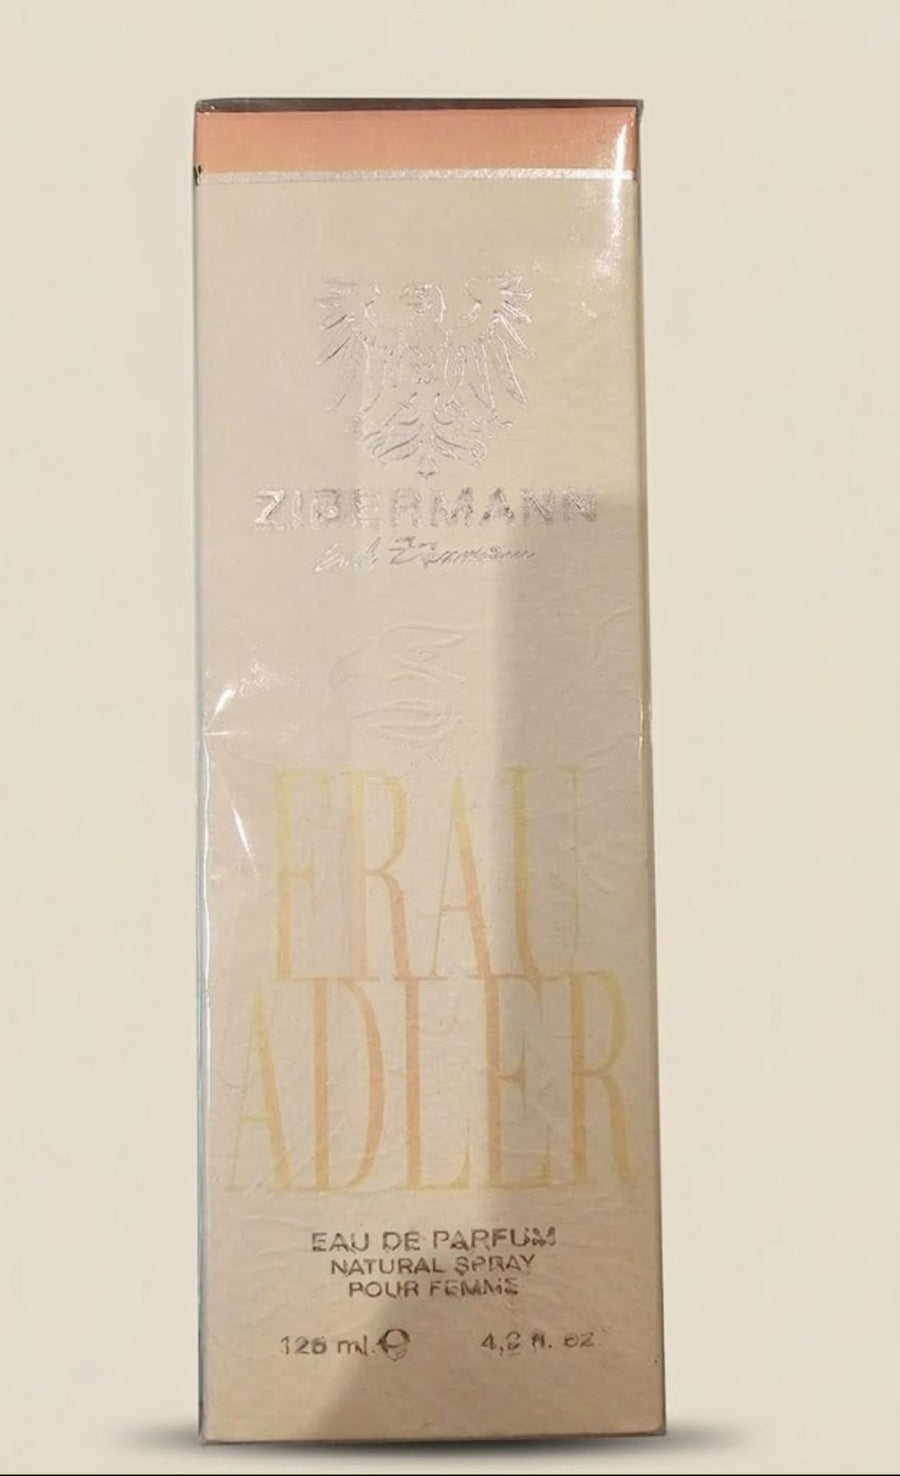 ZIBERMANN
FRAU
ADLER
EAU DE PARFUM
NATURAL SPRAY
POUR FEMME
125 ml. ℮ 4,2 fl. oz